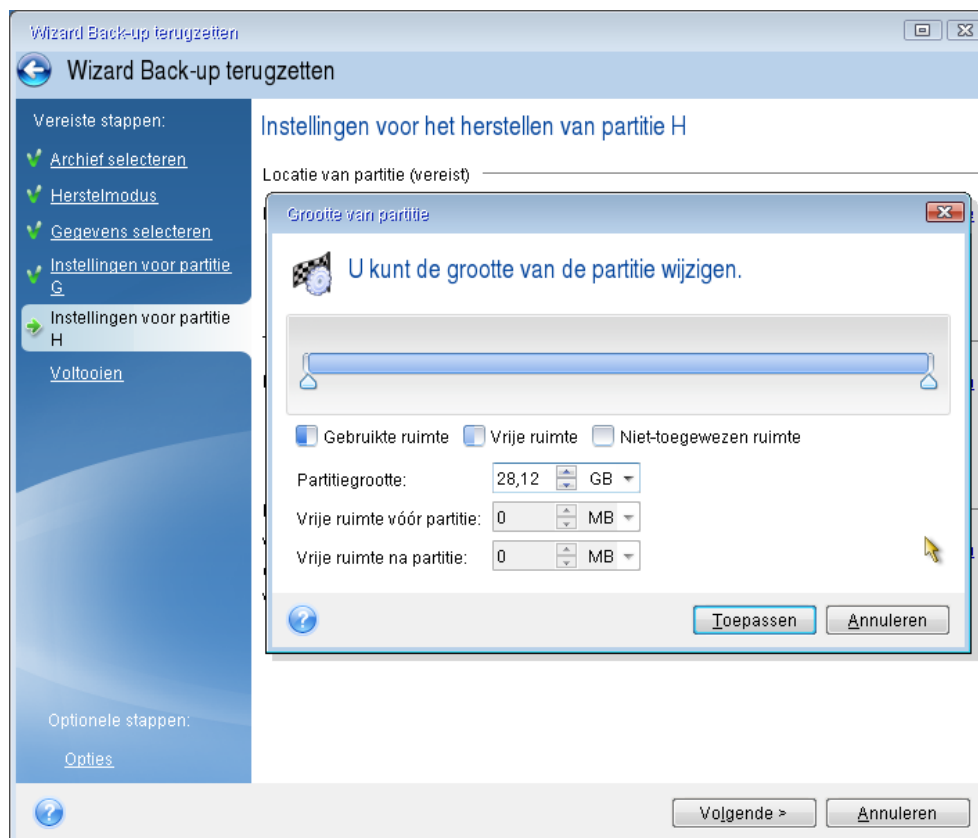 Wizard Back-up terugzetten
Wizard Back-up terugzetten
Vereiste stappen:
Archief selecteren
Herstelmodus
Gegevens selecteren
Instellingen voor partitie
G
Instellingen voor partitie
H
Voltooien
Optionele stappen:
Opties
Instellingen voor het herstellen van partitie H
Locatie van partitie (vereist)
Grootte van partitie
U kunt de grootte van de partitie wijzigen.
Gebruikte ruimte Vrije ruimte Niet-toegewezen ruimte
Partitiegrootte: 28,12 GB
Vrije ruimte vóór partitie: 0 MB
Vrije ruimte na partitie: 0 MB
Toepassen Annuleren
Volgende > Annuleren